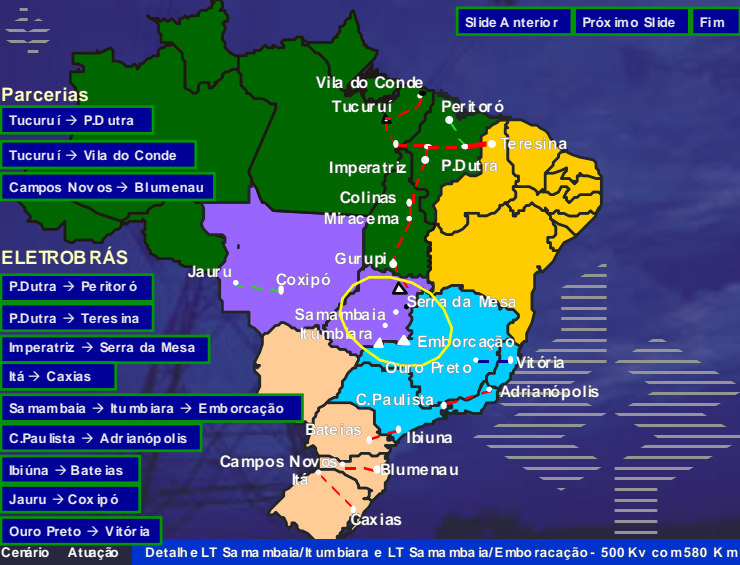 Slide Anterior
Próximo Slide
Fim
Parcerias
Tucuruí → P.Dutra
Tucuruí → Vila do Conde
Campos Novos → Blumenau
ELETROBRÁS
P.Dutra → Peritoró
P.Dutra → Teresina
Imperatriz → Serra da Mesa
Itá → Caxias
Samambaia → Itumbiara → Emborcação
C.Paulista → Adrianópolis
Ibiúna → Bateias
Jauru → Coxipó
Ouro Preto → Vitória
Vila do Conde
Tucuruí
Peritoró
Teresina
Imperatriz
P.Dutra
Colinas
Miracema
Gurupi
Jauru
Coxipó
Serra da Mesa
Samambaia
Itumbiara
Emborcação
Ouro Preto
Vitória
C.Paulista
Adrianópolis
Bateias
Ibiuna
Campos Novos
Blumenau
Itá
Caxias
Cenário
Atuação
Detalhe LT Samambaia/Itumbiara e LT Samambaia/Emboracação - 500 Kv com 580 Km